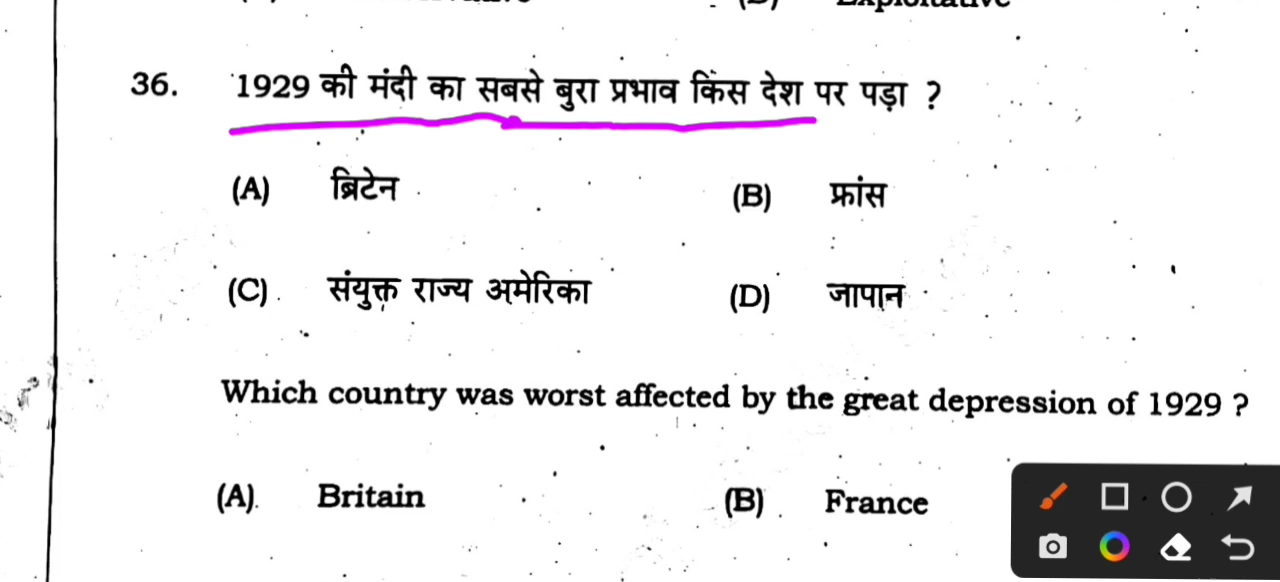 36. 1929 की मंदी का सबसे बुरा प्रभाव किस देश पर पड़ा ?
(A) ब्रिटेन (B) फ्रांस
(C) संयुक्त राज्य अमेरिका (D) जापान
Which country was worst affected by the great depression of 1929 ?
(A) Britain (B) France